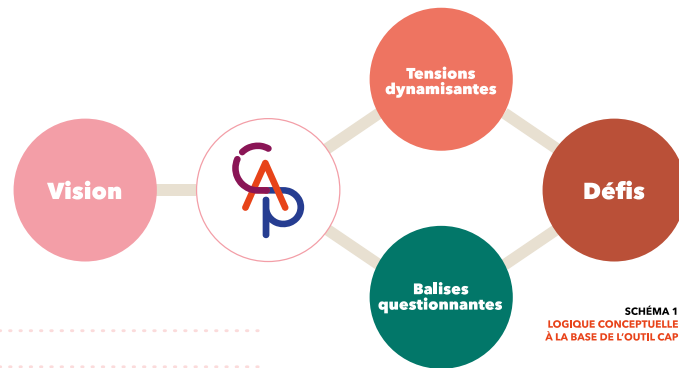 Tensions
dynamisantes
Vision
CAP
Défis
Balises
questionnantes
SCHÉMA 1
LOGIQUE CONCEPTUELLE
À LA BASE DE L'OUTIL CAP